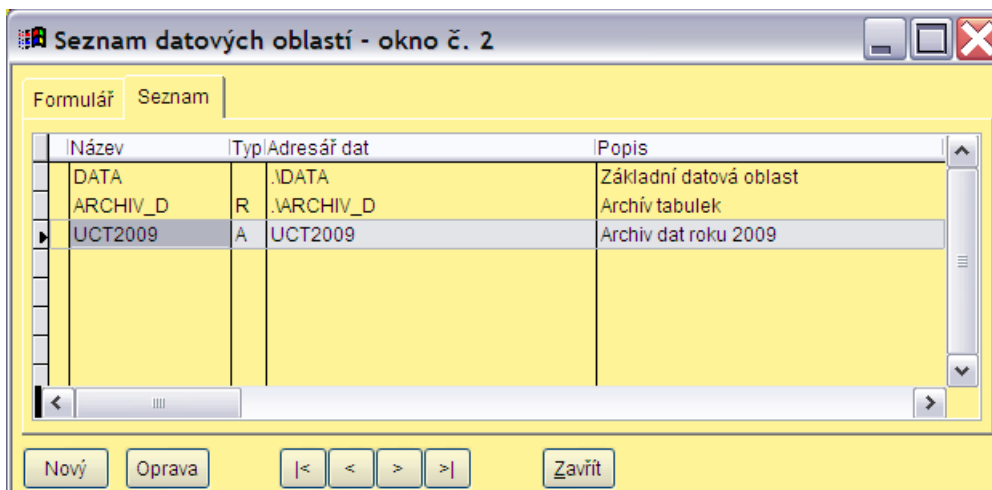 Seznam datových oblastí - okno č. 2
Formulář Seznam
Název Typ Adresář dat Popis
DATA .\DATA Základní datová oblast
ARCHIV_D R .\ARCHIV_D Archív tabulek
UCT2009 A UCT2009 Archiv dat roku 2009
Nový Oprava |< < > >| Zavřít